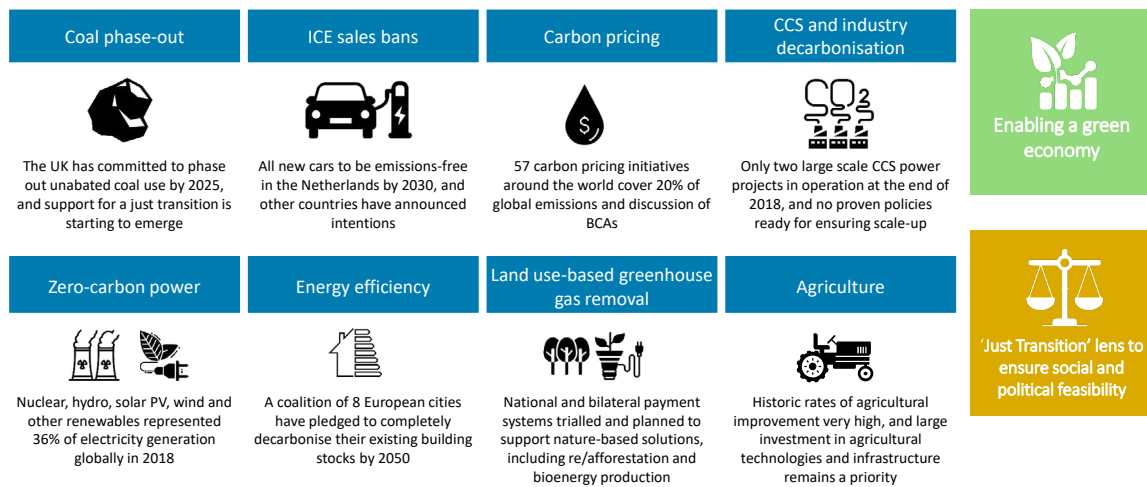 Coal phase-out
The UK has committed to phase
out unabated coal use by 2025,
and support for a just transition is
starting to emerge
ICE sales bans
All new cars to be emissions-free
in the Netherlands by 2030, and
other countries have announced
intentions
Carbon pricing
$
57 carbon pricing initiatives
around the world cover 20% of
global emissions and discussion of
BCAs
CCS and industry
decarbonisation
CO2
Only two large scale CCS power
projects in operation at the end of
2018, and no proven policies
ready for ensuring scale-up
Enabling a green
economy
Zero-carbon power
Nuclear, hydro, solar PV, wind and
other renewables represented
36% of electricity generation
globally in 2018
Energy efficiency
A coalition of 8 European cities
have pledged to completely
decarbonise their existing building
stocks by 2050
Land use-based greenhouse
gas removal
National and bilateral payment
systems trialled and planned to
support nature-based solutions,
including re/afforestation and
bioenergy production
Agriculture
Historic rates of agricultural
improvement very high, and large
investment in agricultural
technologies and infrastructure
remains a priority
'Just Transition' lens to
ensure social and
political feasibility